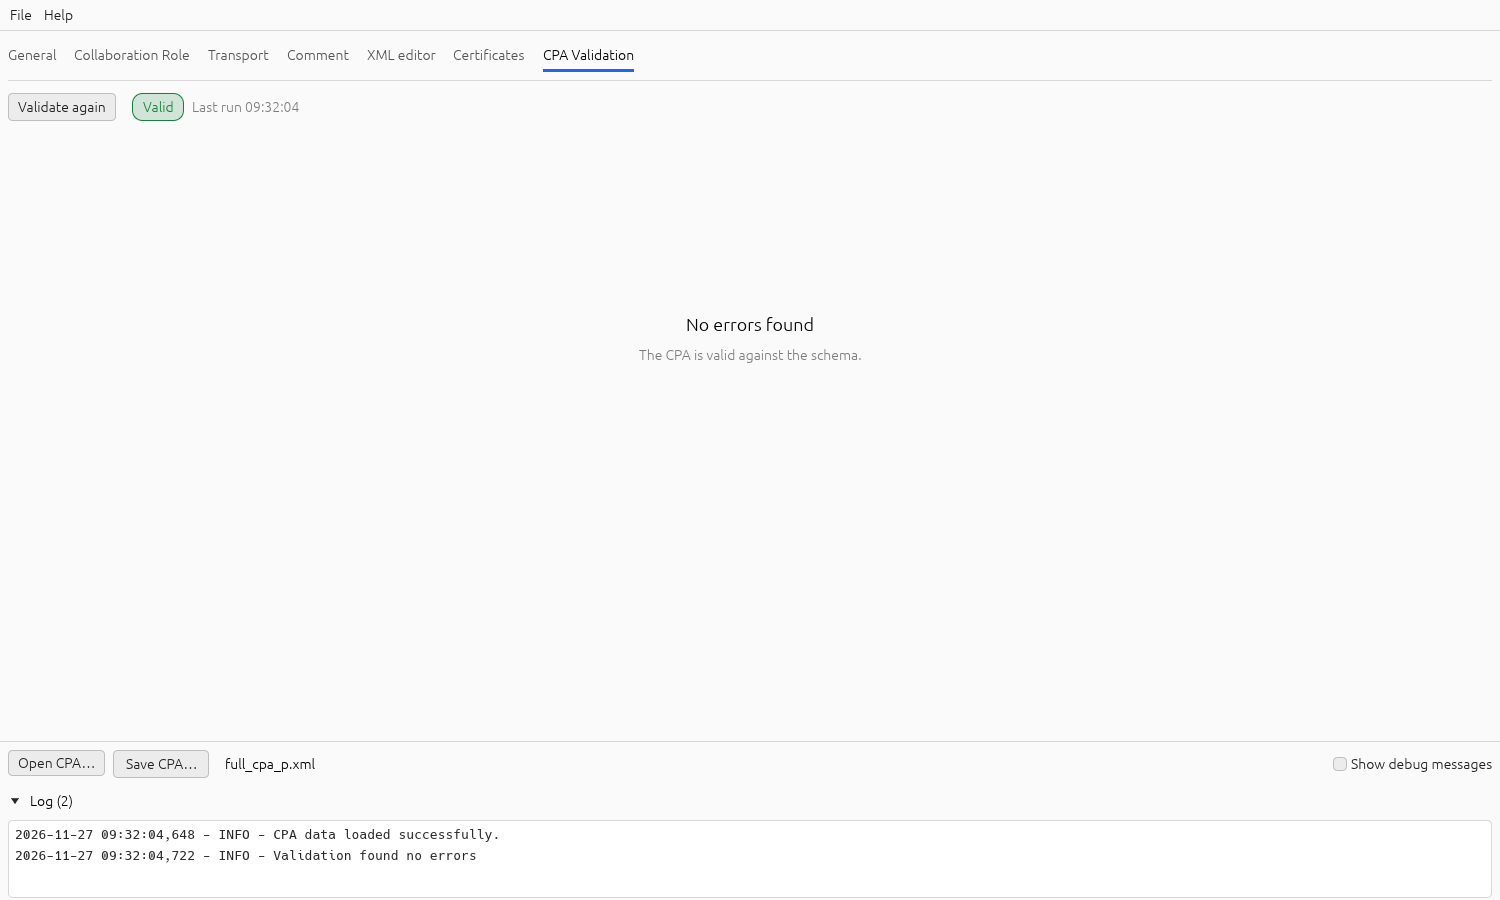 File Help
General Collaboration Role Transport Comment XML editor Certificates CPA Validation
Validate again Valid Last run 09:32:04
No errors found
The CPA is valid against the schema.
Open CPA... Save CPA... full_cpa_p.xml Show debug messages
Log (2)
2026-11-27 09:32:04,648 - INFO - CPA data loaded successfully.
2026-11-27 09:32:04,722 - INFO - Validation found no errors